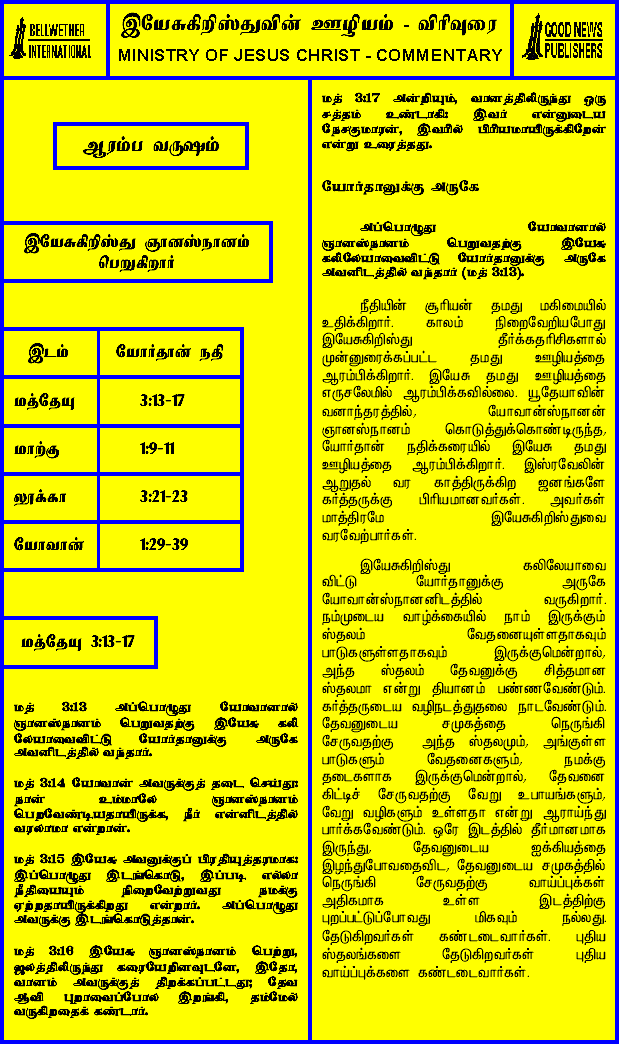 BELLWETHER
INTERNATIONAL
இயேசுகிறிஸ்துவின் ஊழியம் - விரிவுரை
MINISTRY OF JESUS CHRIST - COMMENTARY
GOOD NEWS
PUBLISHERS
ஆரம்ப வருஷம்
இயேசுகிறிஸ்து ஞானஸ்நானம்
பெறுகிறார்
இடம் யோர்தான் நதி
மத்தேயு 3:13-17
மாற்கு 1:9-11
லூக்கா 3:21-23
யோவான் 1:29-39
மத்தேயு 3:13-17
மத் 3:13 அப்பொழுது யோவானால்
ஞானஸ்நானம் பெறுவதற்கு இயேசு கலி
லேயாவைவிட்டு யோர்தானுக்கு அருகே
அவனிடத்தில் வந்தார்.
மத் 3:14 யோவான் அவருக்குத் தடை செய்து:
நான் உம்மாலே ஞானஸ்நானம்
பெறவேண்டியதாயிருக்க, நீர் என்னிடத்தில்
வரலாமா என்றான்.
மத் 3:15 இயேசு அவனுக்குப் பிரதியுத்தரமாக:
இப்பொழுது இடங்கொடு, இப்படி எல்லா
நீதியையும் நிறைவேற்றுவது நமக்கு
ஏற்றதாயிருக்கிறது என்றார். அப்பொழுது
அவருக்கு இடங்கொடுத்தான்.
மத் 3:16 இயேசு ஞானஸ்நானம் பெற்று,
ஜலத்திலிருந்து கரையேறினவுடனே, இதோ,
வானம் அவருக்குத் திறக்கப்பட்டது; தேவ
ஆவி புறாவைப்போல் இறங்கி, தம்மேல்
வருகிறதைக் கண்டார்.
மத் 3:17 அன்றியும், வானத்திலிருந்து ஒரு
சத்தம் உண்டாகி: இவர் என்னுடைய
நேசகுமாரன், இவரில் பிரியமாயிருக்கிறேன்
என்று உரைத்தது.
யோர்தானுக்கு அருகே
அப்பொழுது யோவானால்
ஞானஸ்நானம் பெறுவதற்கு இயேசு
கலிலேயாவைவிட்டு யோர்தானுக்கு அருகே
அவனிடத்தில் வந்தார் (மத் 3:13).
நீதியின் சூரியன் தமது மகிமையில்
உதிக்கிறார். காலம் நிறைவேறியபோது
இயேசுகிறிஸ்து தீர்க்கதரிசிகளால்
முன்னுரைக்கப்பட்ட தமது ஊழியத்தை
ஆரம்பிக்கிறார். இயேசு தமது ஊழியத்தை
எருசலேமில் ஆரம்பிக்கவில்லை. யூதேயாவின்
வனாந்தரத்தில், யோவான்ஸ்நானன்
ஞானஸ்நானம் கொடுத்துக்கொண்டிருந்த,
யோர்தான் நதிக்கரையில் இயேசு தமது
ஊழியத்தை ஆரம்பிக்கிறார். இஸ்ரவேலின்
ஆறுதல் வர காத்திருக்கிற ஜனங்களே
கர்த்தருக்கு பிரியமானவர்கள். அவர்கள்
மாத்திரமே இயேசுகிறிஸ்துவை
வரவேற்பார்கள்.
இயேசுகிறிஸ்து கலிலேயாவை
விட்டு யோர்தானுக்கு அருகே
யோவான்ஸ்நானனிடத்தில் வருகிறார்.
நம்முடைய வாழ்க்கையில் நாம் இருக்கும்
ஸ்தலம் வேதனையுள்ளதாகவும்
பாடுகளுள்ளதாகவும் இருக்குமென்றால்,
அந்த ஸ்தலம் தேவனுக்கு சித்தமான
ஸ்தலமா என்று தியானம் பண்ணவேண்டும்.
கர்த்தருடைய வழிநடத்துதலை நாடவேண்டும்.
தேவனுடைய சமுகத்தை நெருங்கி
சேருவதற்கு அந்த ஸ்தலமும், அங்குள்ள
பாடுகளும் வேதனைகளும், நமக்கு
தடைகளாக இருக்குமென்றால், தேவனை
கிட்டிச் சேருவதற்கு வேறு உபாயங்களும்,
வேறு வழிகளும் உள்ளதா என்று ஆராய்ந்து
பார்க்கவேண்டும். ஒரே இடத்தில் தீர்மானமாக
இருந்து, தேவனுடைய ஐக்கியத்தை
இழந்துபோவதைவிட, தேவனுடைய சமுகத்தில்
நெருங்கி சேருவதற்கு வாய்ப்புக்கள்
அதிகமாக உள்ள இடத்திற்கு
புறப்பட்டுப்போவது மிகவும் நல்லது.
தேடுகிறவர்கள் கண்டடைவார்கள். புதிய
ஸ்தலங்களை தேடுகிறவர்கள் புதிய
வாய்ப்புக்களை கண்டடைவார்கள்.